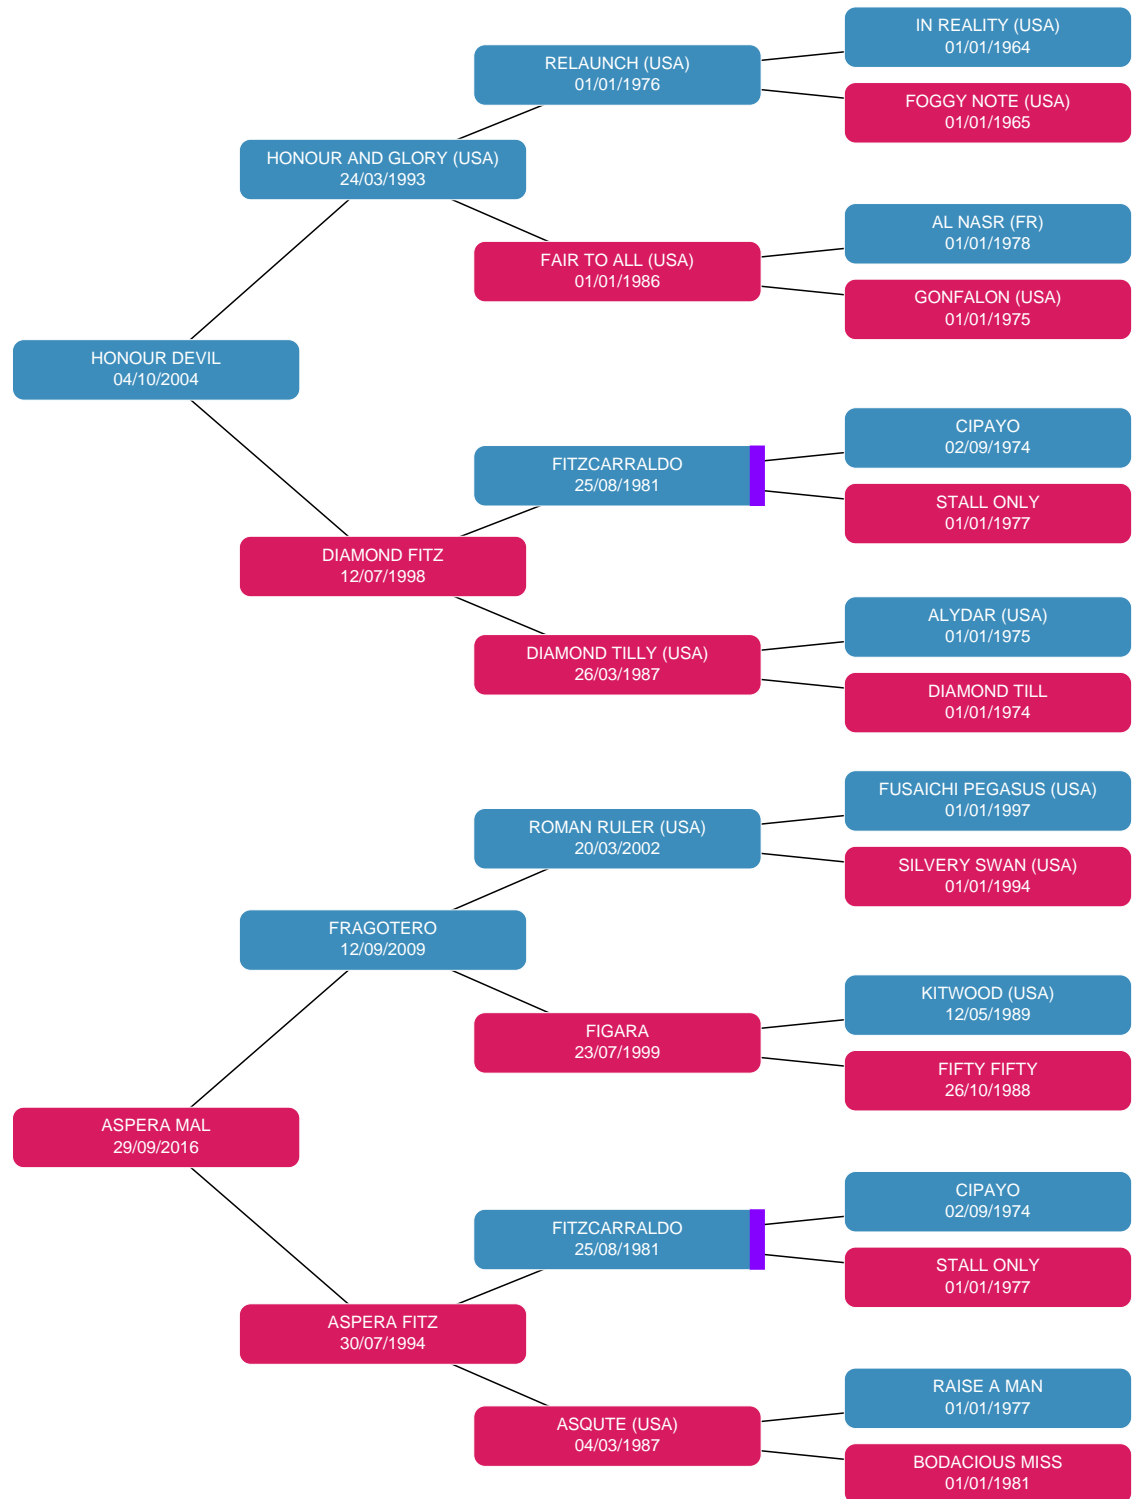 IN REALITY (USA)
01/01/1964
RELAUNCH (USA)
01/01/1976
FOGGY NOTE (USA)
01/01/1965
HONOUR AND GLORY (USA)
24/03/1993
AL NASR (FR)
01/01/1978
FAIR TO ALL (USA)
01/01/1986
GONFALON (USA)
01/01/1975
HONOUR DEVIL
04/10/2004
CIPAYO
02/09/1974
FITZCARRALDO
25/08/1981
STALL ONLY
01/01/1977
DIAMOND FITZ
12/07/1998
ALYDAR (USA)
01/01/1975
DIAMOND TILLY (USA)
26/03/1987
DIAMOND TILL
01/01/1974
FUSAICHI PEGASUS (USA)
01/01/1997
ROMAN RULER (USA)
20/03/2002
SILVERY SWAN (USA)
01/01/1994
FRAGOTERO
12/09/2009
KITWOOD (USA)
12/05/1989
FIGARA
23/07/1999
FIFTY FIFTY
26/10/1988
ASPERA MAL
29/09/2016
CIPAYO
02/09/1974
FITZCARRALDO
25/08/1981
STALL ONLY
01/01/1977
ASPERA FITZ
30/07/1994
RAISE A MAN
01/01/1977
ASQUTE (USA)
04/03/1987
BODACIOUS MISS
01/01/1981